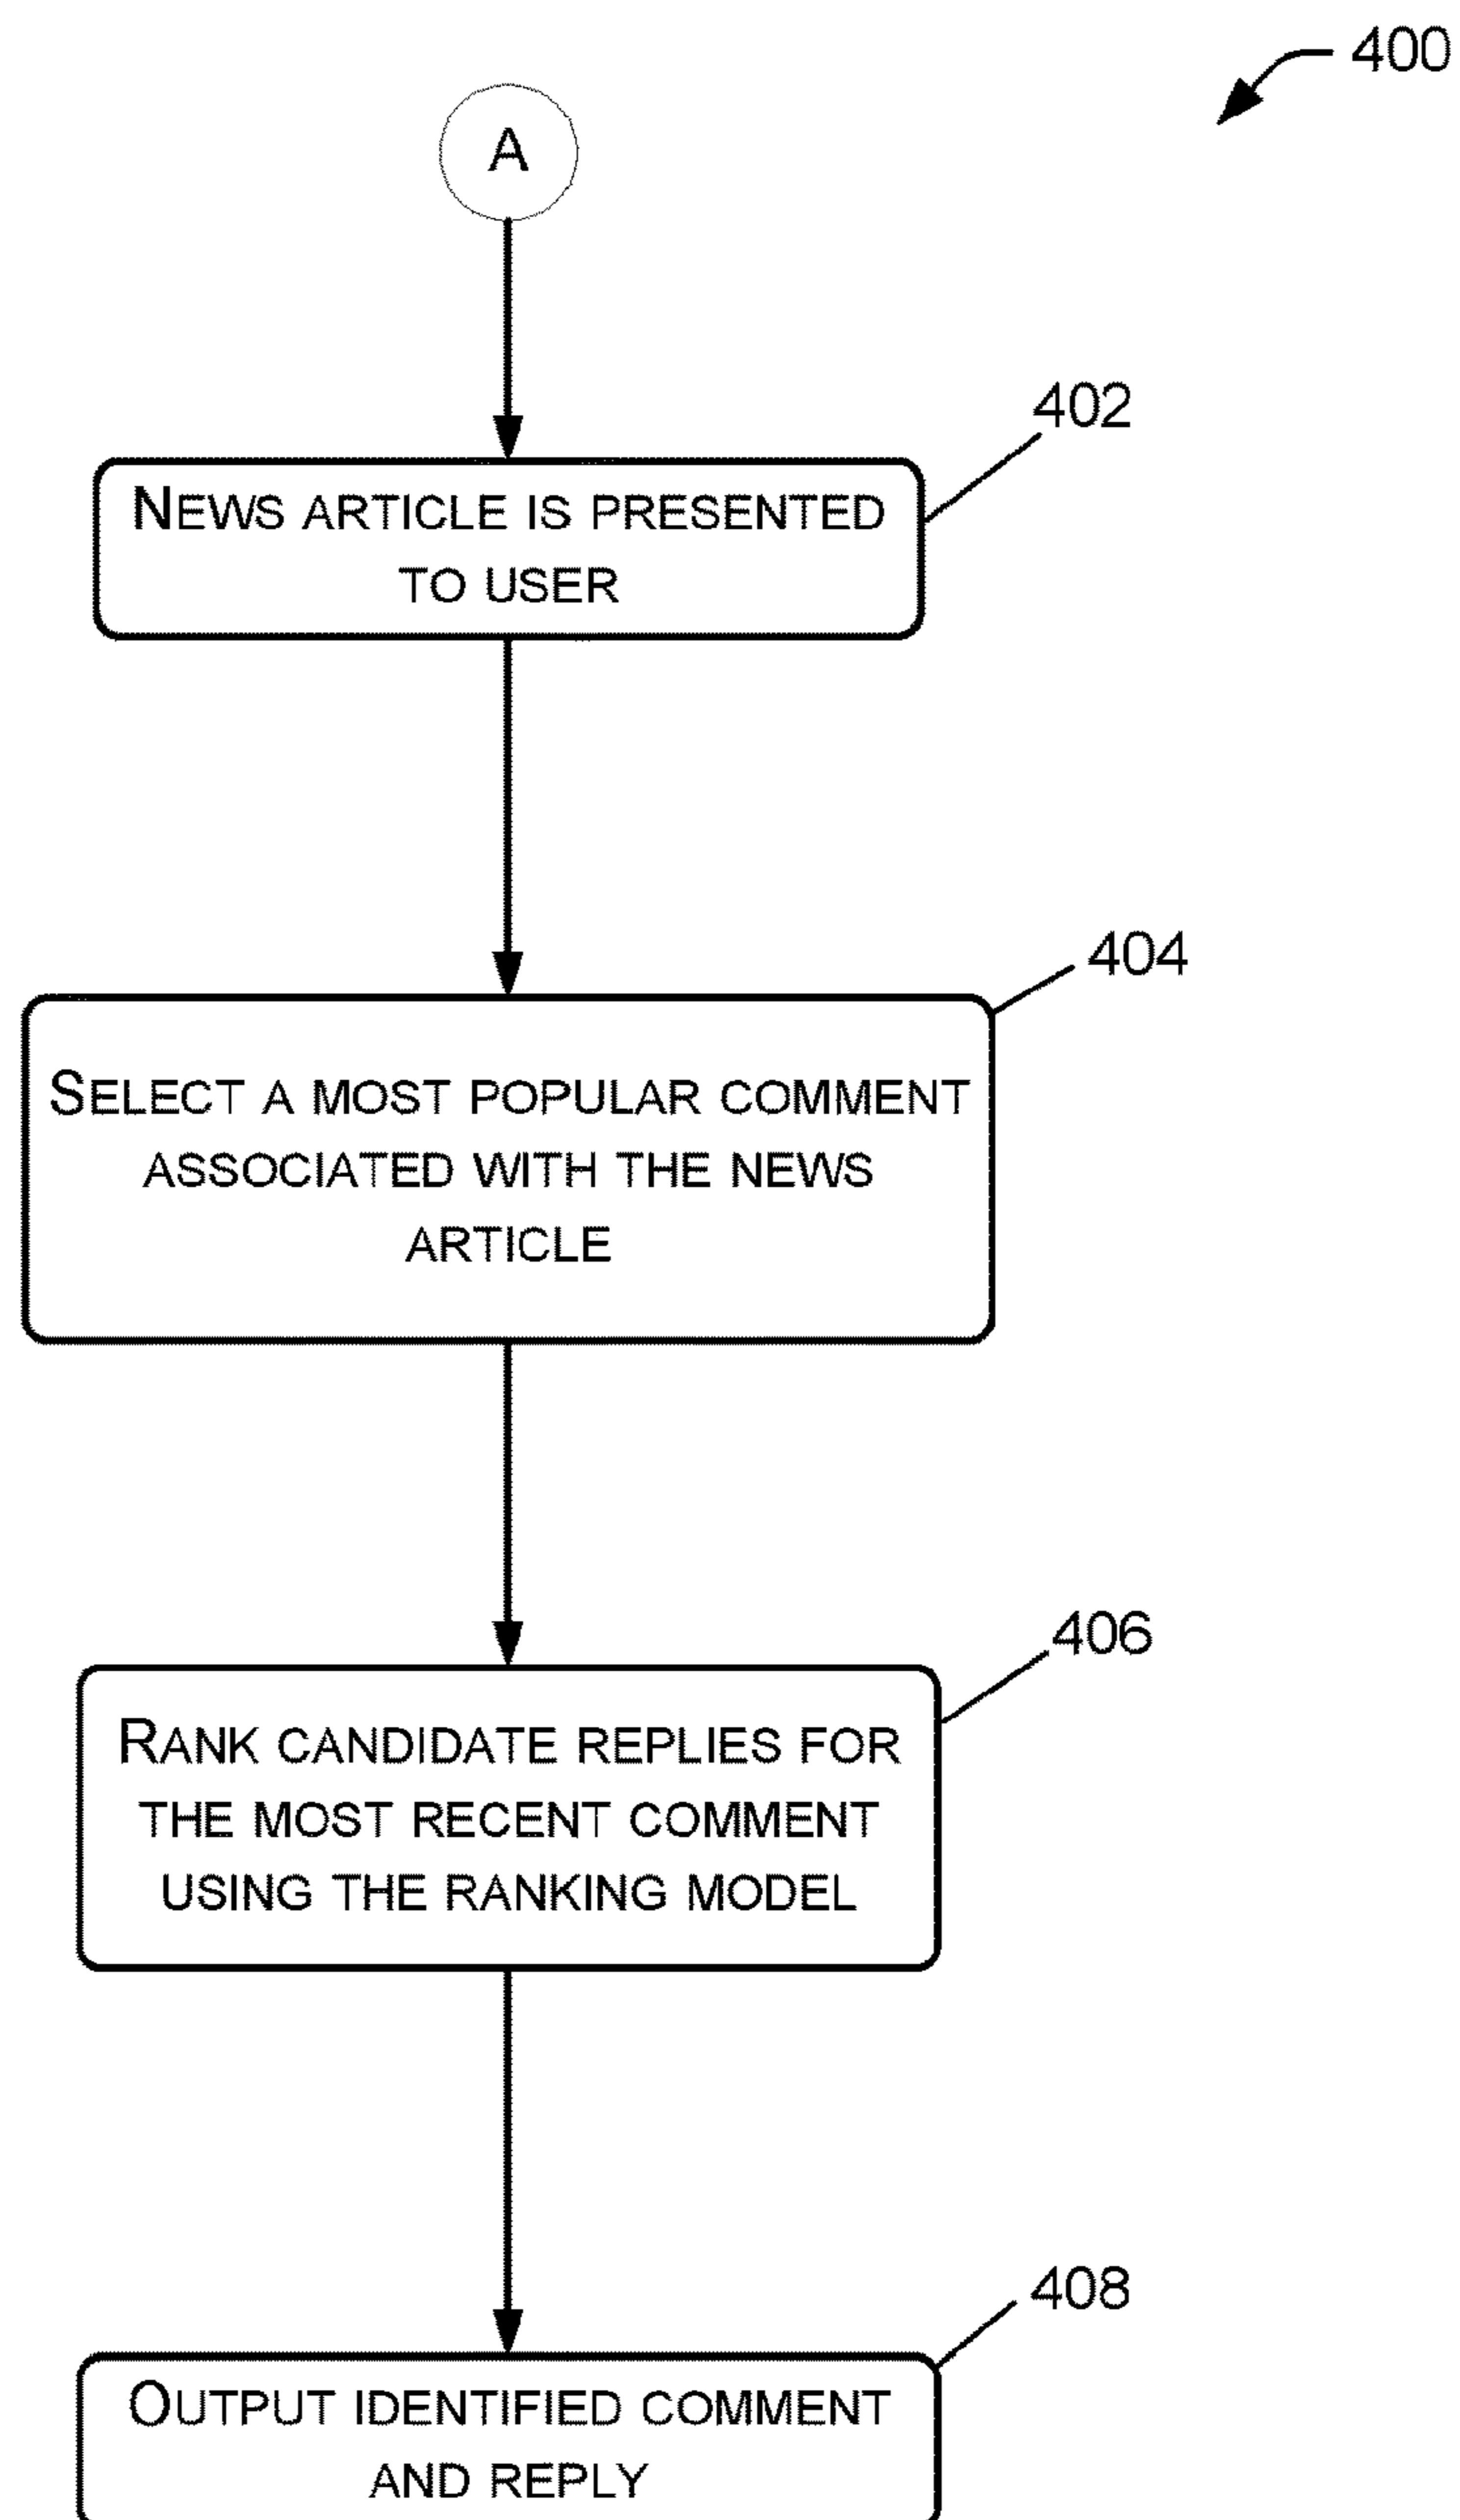 400
A
402
NEWS ARTICLE IS PRESENTED
TO USER
404
SELECT A MOST POPULAR COMMENT
ASSOCIATED WITH THE NEWS
ARTICLE
406
RANK CANDIDATE REPLIES FOR
THE MOST RECENT COMMENT
USING THE RANKING MODEL
408
OUTPUT IDENTIFIED COMMENT
AND REPLY